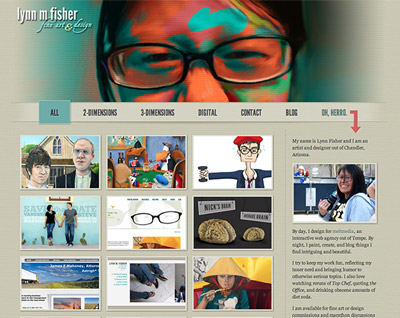 lynn m fisher
fine art & design
ALL 2-DIMENSIONS 3-DIMENSIONS DIGITAL CONTACT BLOG OH, HERRO.
My name is Lynn Fisher and I am an
artist and designer out of Chandler,
Arizona.
SAVE DATE
NICK'S BRAIN
AVERAGE BRAIN
By day, I design for
an interactive web agency out of Tempe. By
night, I paint, create, and blog things I
find intriguing and beautiful.
I try to keep my work fun, reflecting my
inner need and bringing humor to
otherwise serious topics. I also love
watching reruns of Top Chef, quoting the
Office, and drinking obscene amounts of
diet soda.
I am available for fine art or design
commissions and marathon discussions